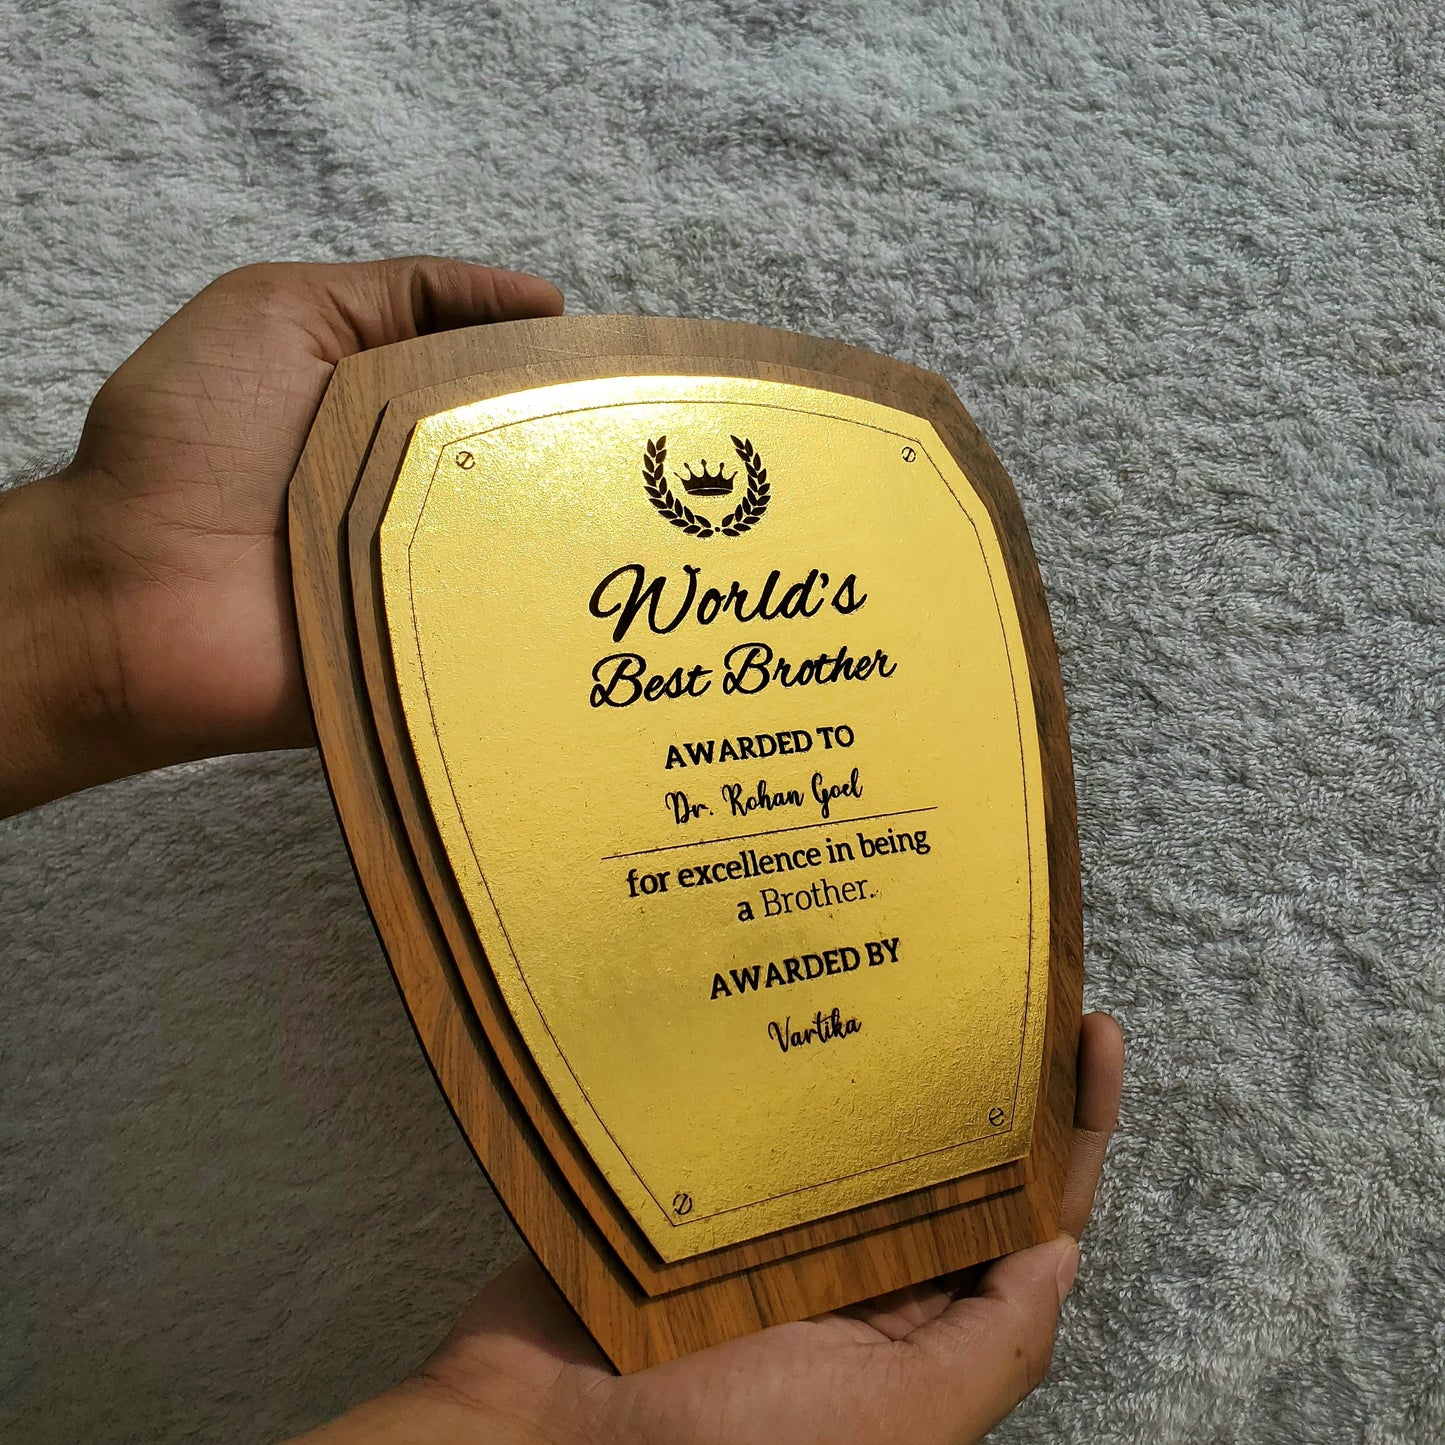 World's
Best Brother
AWARDED TO
Dr. Rohan Goel
for excellence in being
a Brother.
AWARDED BY
Vartika